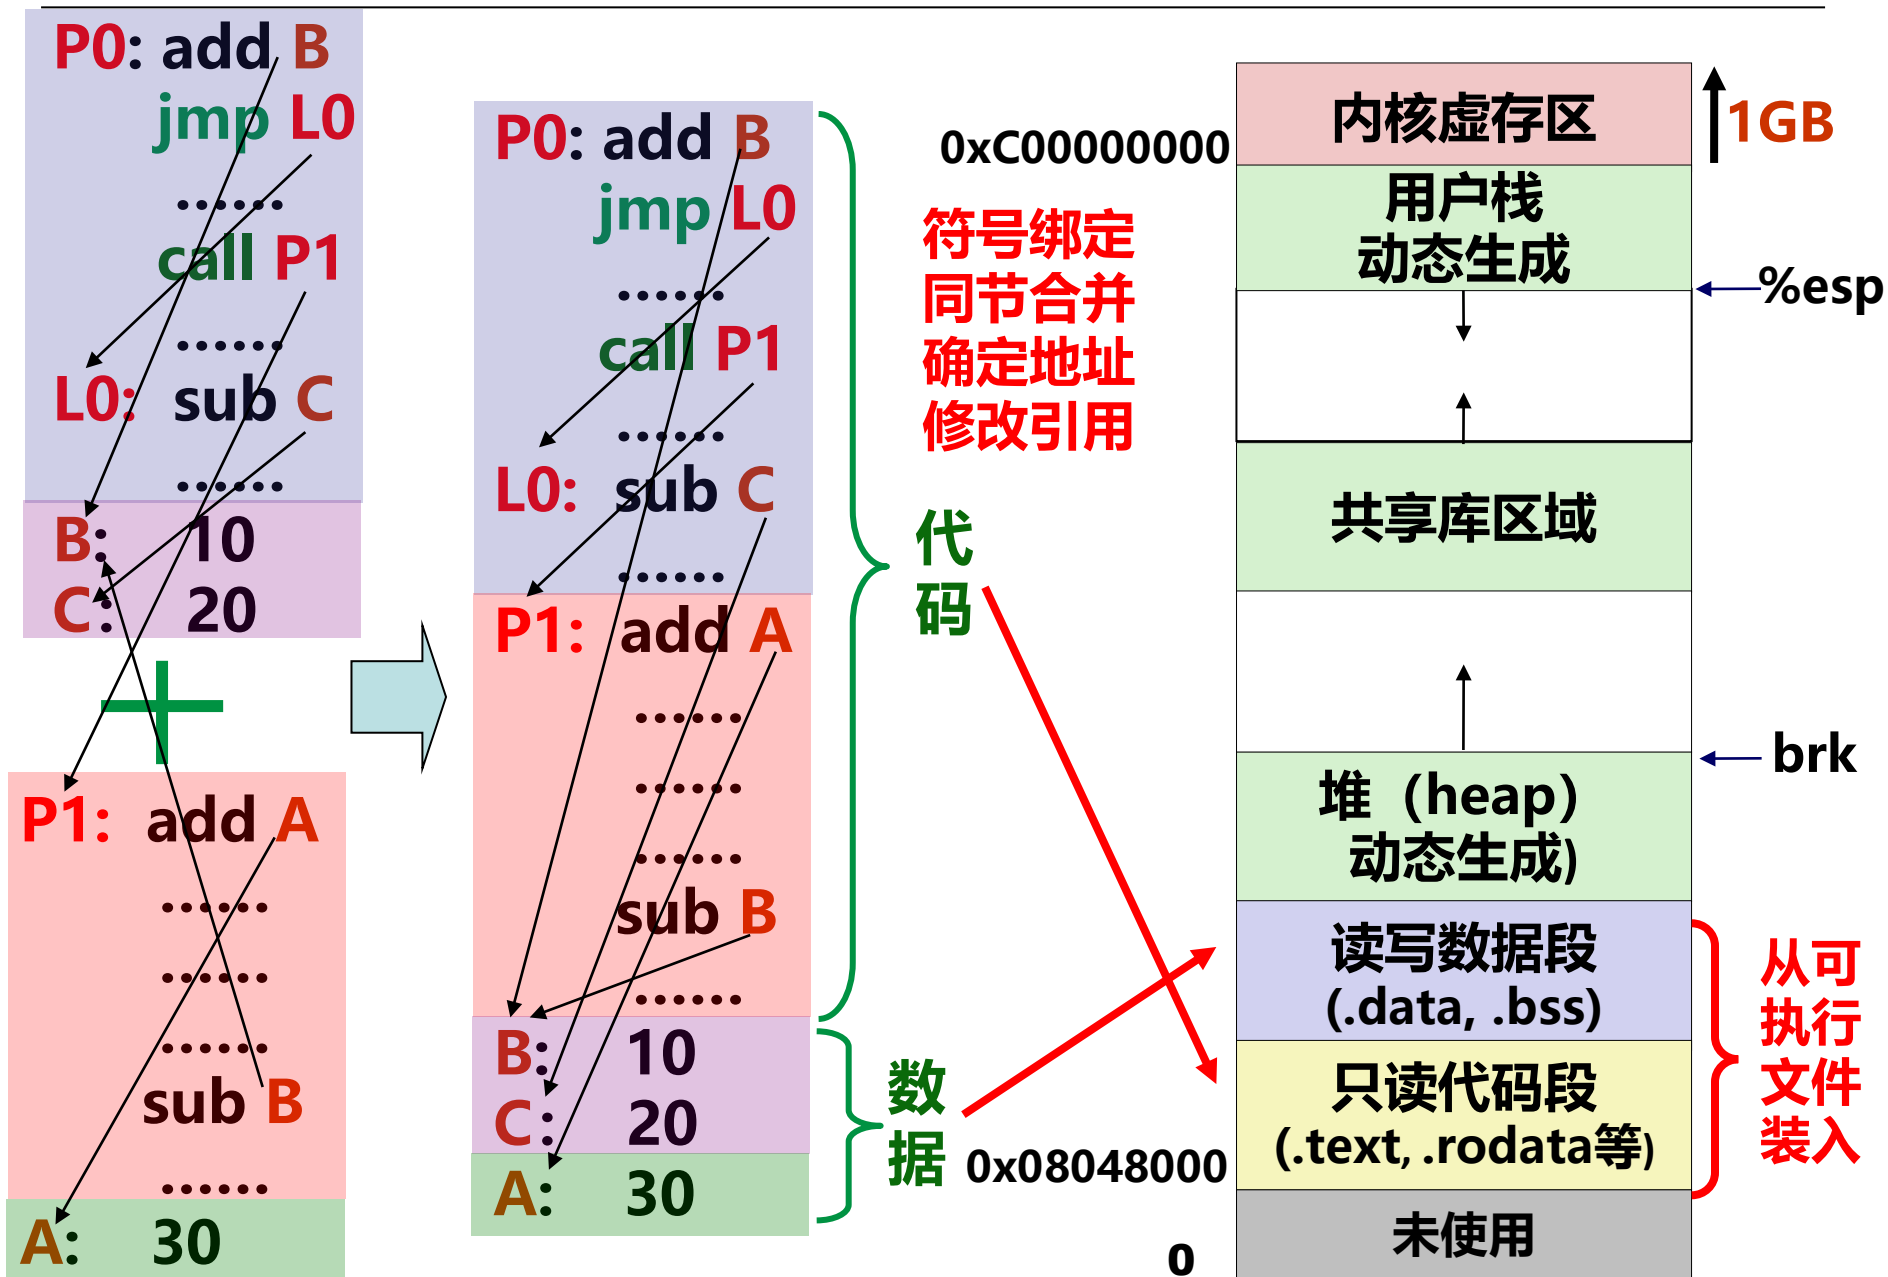 P0: add B
jmp L0
......
call P1
......
L0: sub C
......
B: 10
C: 20
P1: add A
......
......
......
sub B
......
A: 30
P0: add B
jmp L0
......
call P1
......
L0: sub C
......
P1: add A
......
......
......
sub B
......
B: 10
C: 20
A: 30
代
码
数
据
符号绑定
同节合并
确定地址
修改引用
0xC00000000
0x08048000
0
内核虚存区
用户栈
动态生成
共享库区域
堆（heap）
动态生成)
读写数据段
(.data, .bss)
只读代码段
(.text, .rodata等)
未使用
1GB
%esp
brk
从可
执行
文件
装入